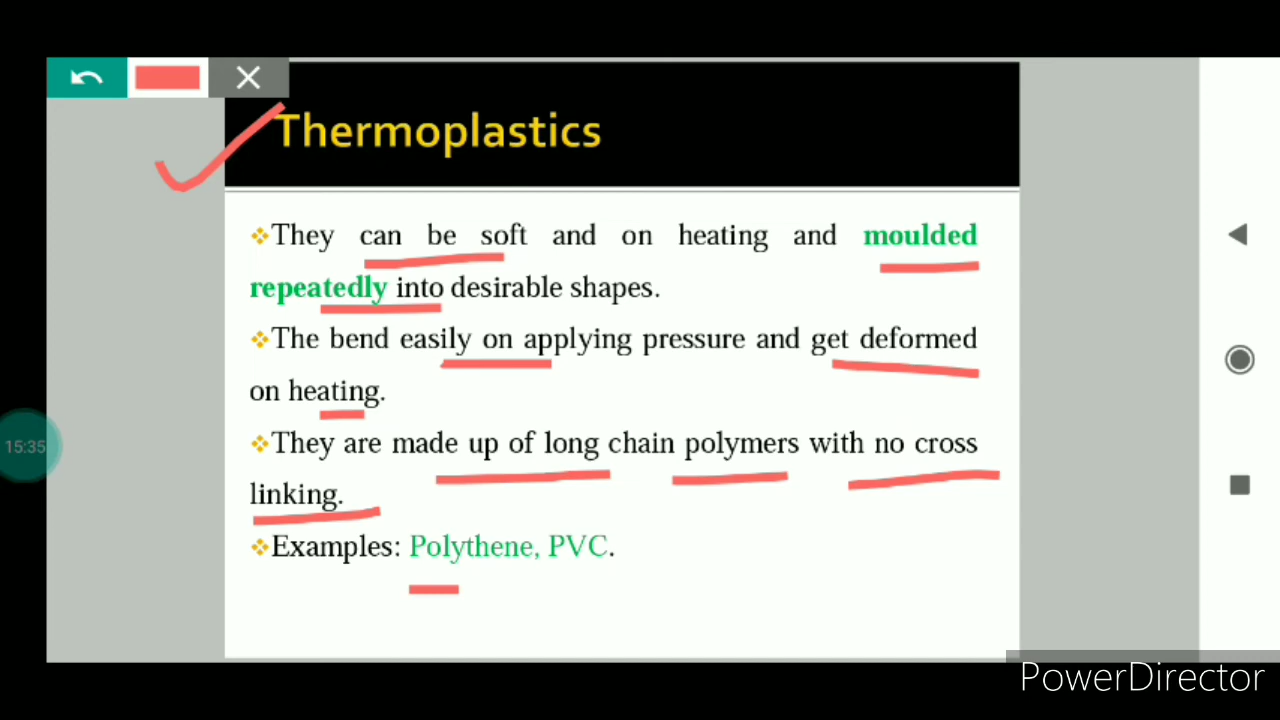 Thermoplastics
❖They can be soft and on heating and moulded
repeatedly into desirable shapes.
❖The bend easily on applying pressure and get deformed
on heating.
❖They are made up of long chain polymers with no cross
linking.
❖Examples: Polythene, PVC.
15:35
PowerDirector